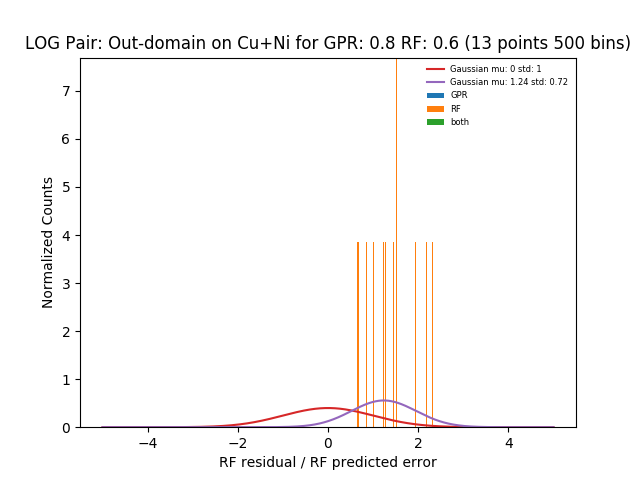 LOG Pair: Out-domain on Cu+Ni for GPR: 0.8 RF: 0.6 (13 points 500 bins)
Gaussian mu: 0 std: 1
Gaussian mu: 1.24 std: 0.72
GPR
RF
both
Normalized Counts
7
6
5
4
3
2
1
0
−4
−2
0
2
4
RF residual / RF predicted error